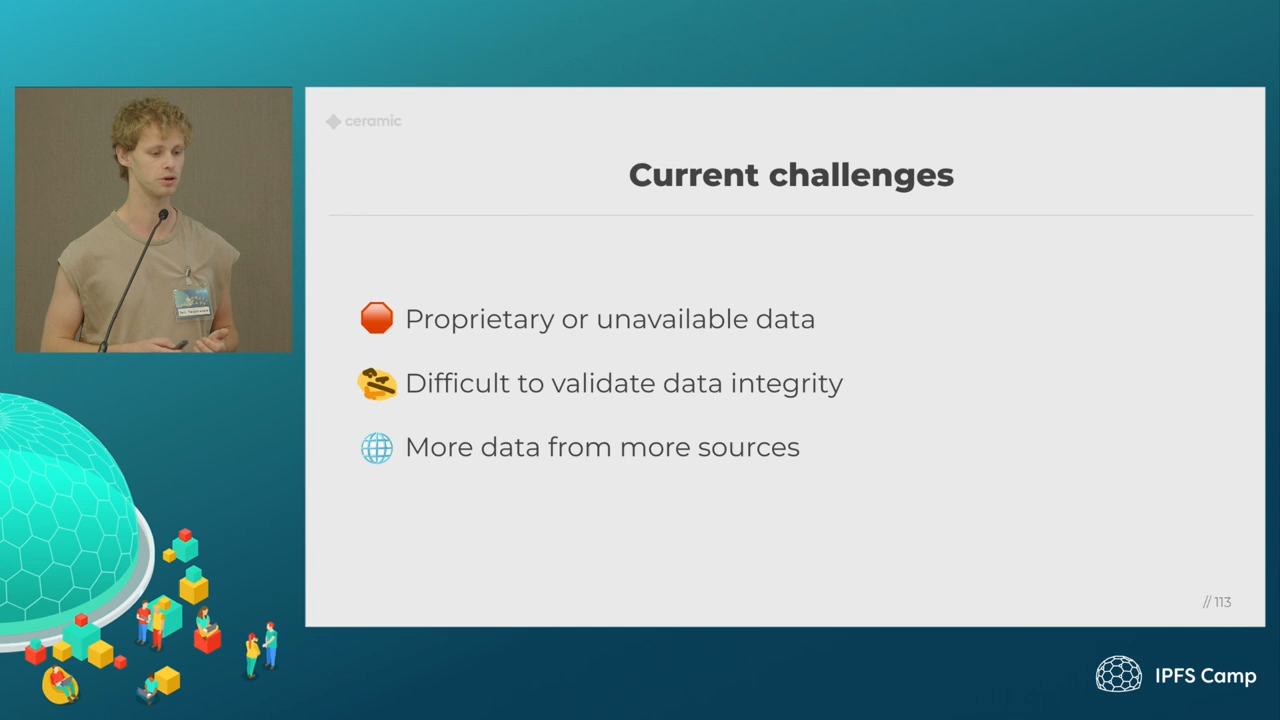 ceramic
Current challenges
Proprietary or unavailable data
Difficult to validate data integrity
More data from more sources
// 113
IPFS Camp